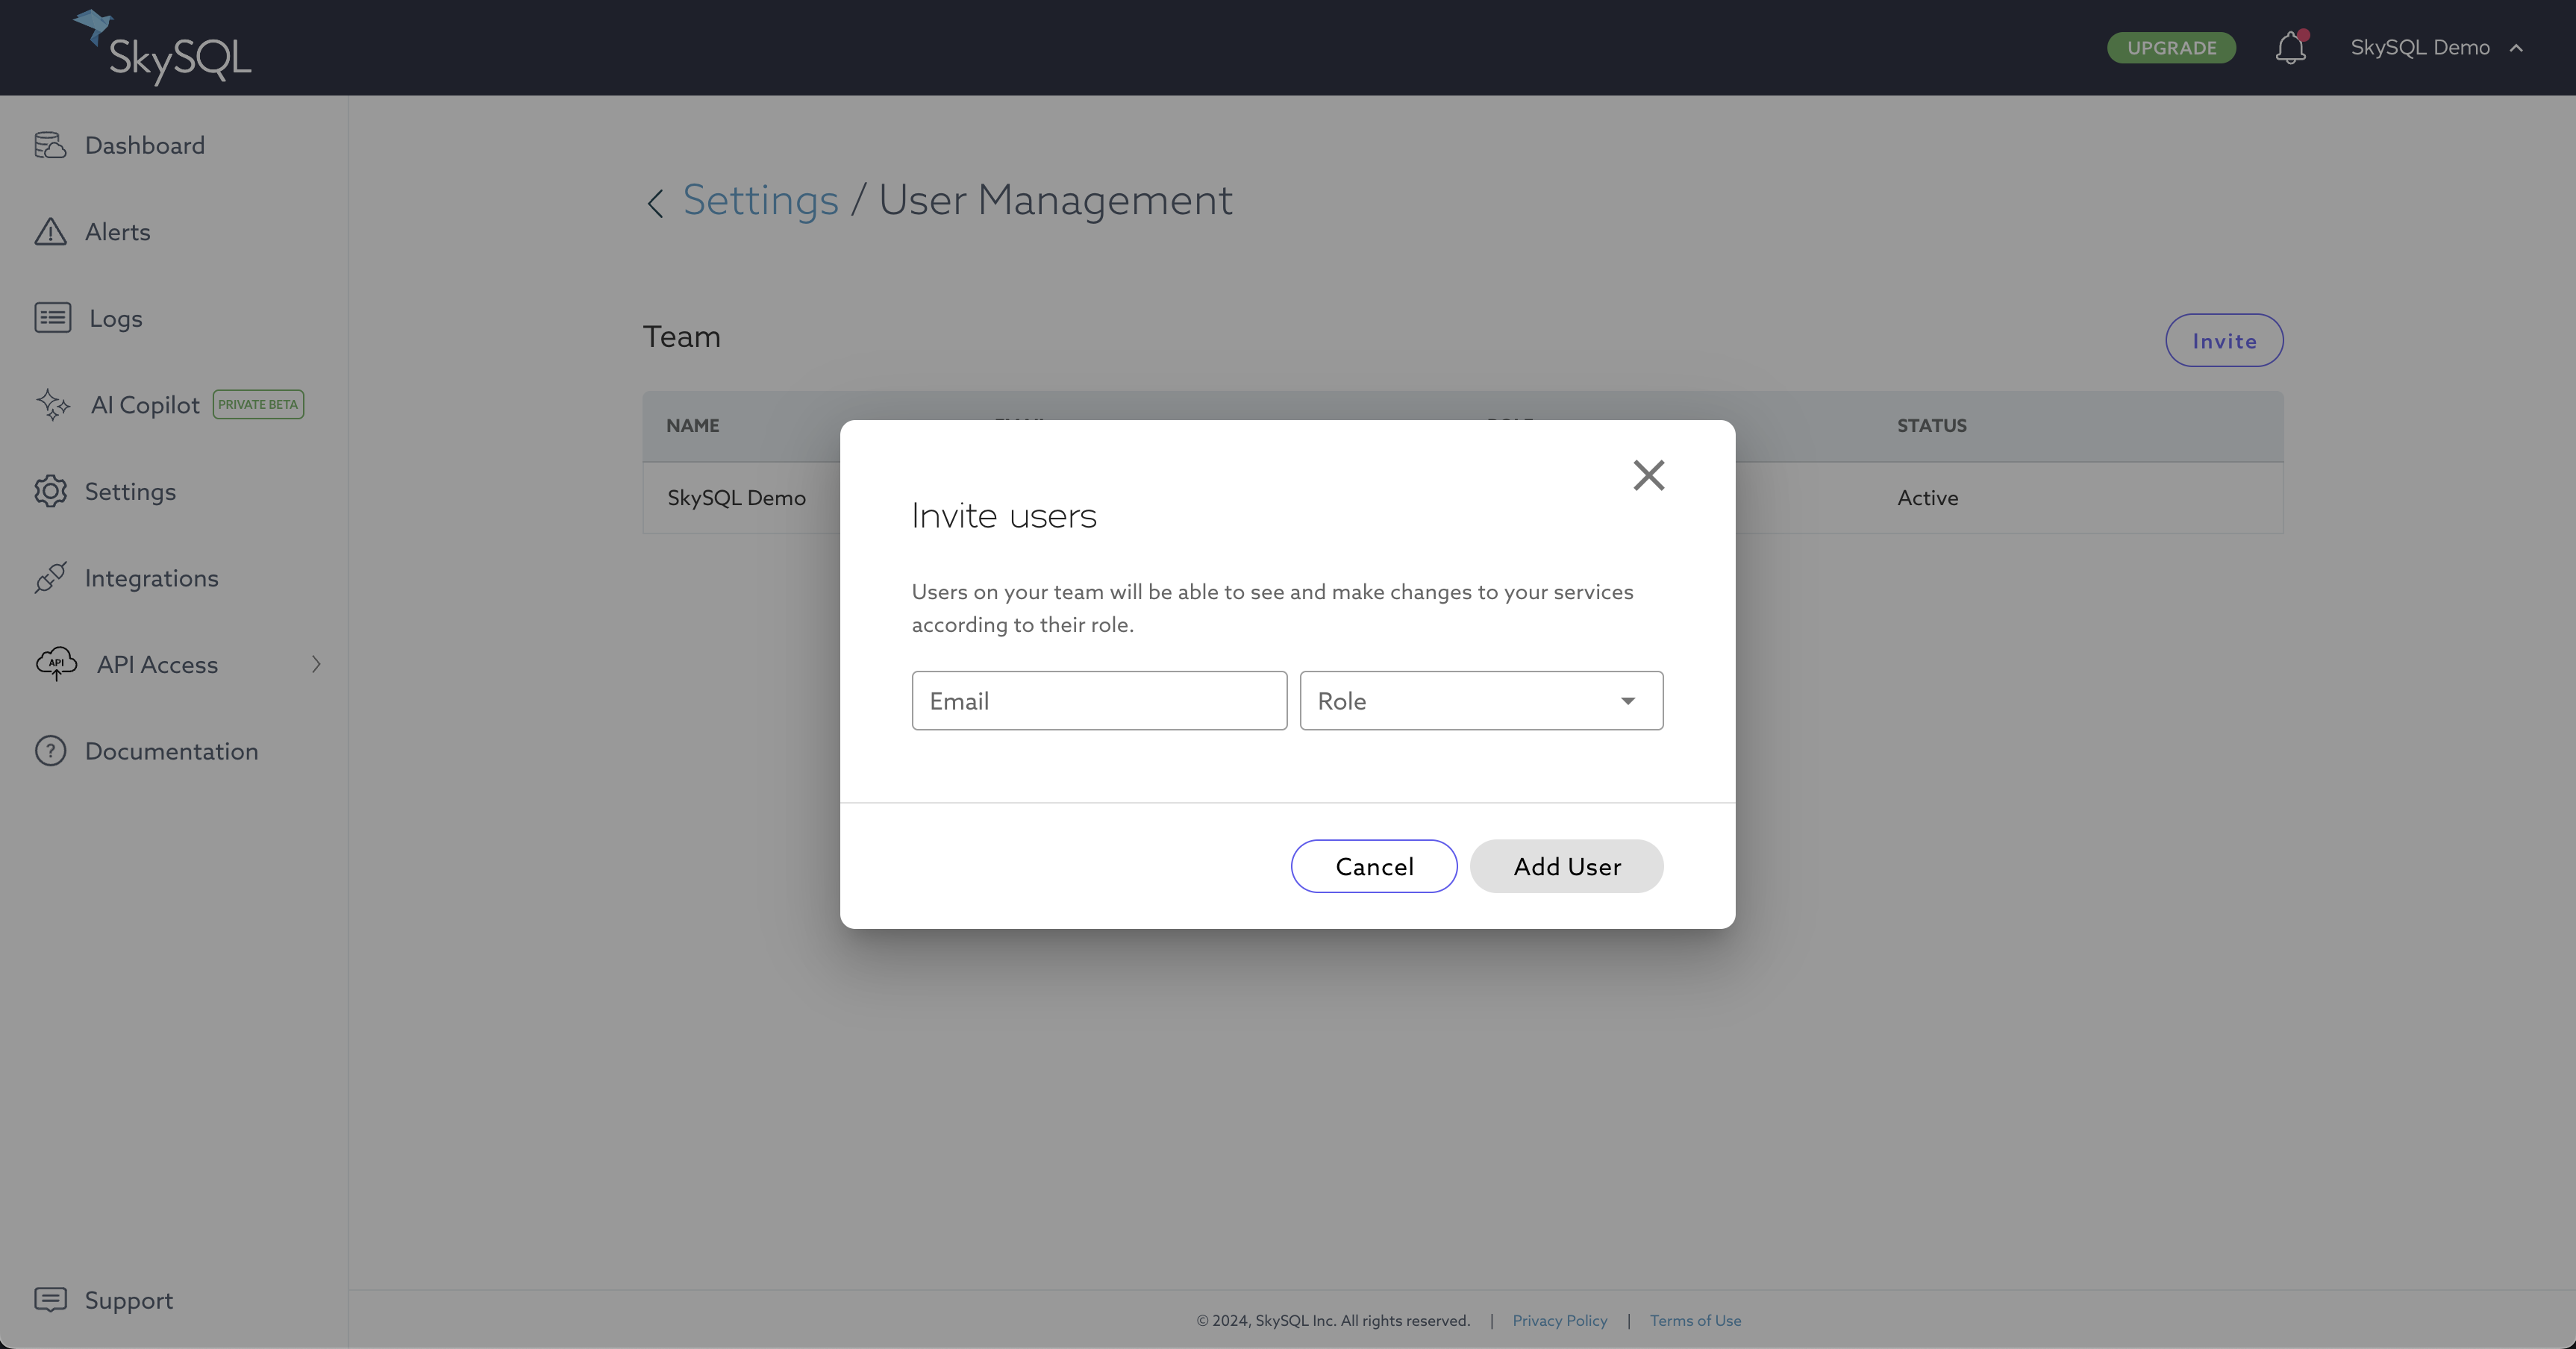 SkySQL
UPGRADE
SkySQL Demo
Dashboard
Alerts
Logs
AI Copilot PRIVATE BETA
Settings
Integrations
API API Access
Documentation
Support
Settings / User Management
Team
Invite
NAME STATUS
SkySQL Demo Active
Invite users
Users on your team will be able to see and make changes to your services
according to their role.
Email
Role
Cancel
Add User
© 2024, SkySQL Inc. All rights reserved. | Privacy Policy | Terms of Use